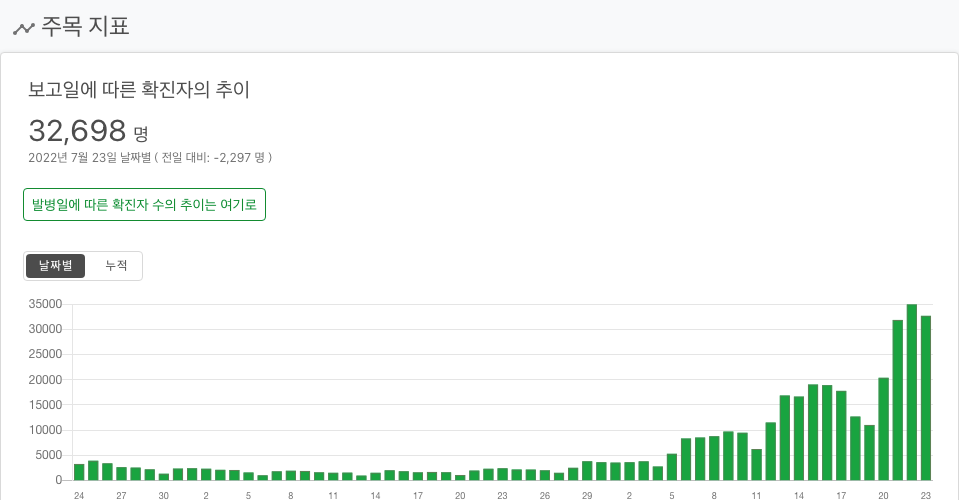 주목 지표
보고일에 따른 확진자의 추이
32,698 명
2022년 7월 23일 날짜별 ( 전일 대비: -2,297 명 )
발병일에 따른 확진자 수의 추이는 여기로
날짜별 누적
35000
30000
25000
20000
15000
10000
5000
0
24 27 30 2 5 8 11 14 17 20 23 26 29 2 5 8 11 14 17 20 23